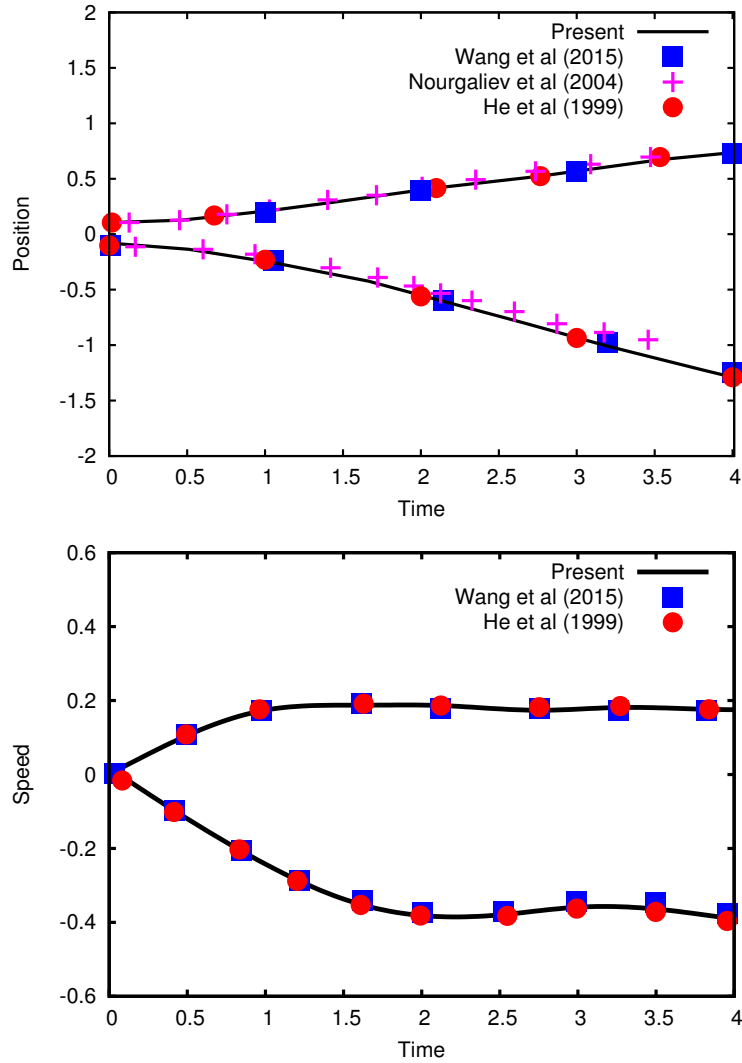 2
Present
Wang et al (2015)
1.5
Nourgaliev et al (2004)
He et al (1999)
1
0.5
0
Position
-0.5
-1
-1.5
-2
0 0.5 1 1.5 2 2.5 3 3.5 4
Time
0.6
Present
Wang et al (2015)
0.4
He et al (1999)
0.2
0
Speed
-0.2
-0.4
-0.6
0 0.5 1 1.5 2 2.5 3 3.5 4
Time